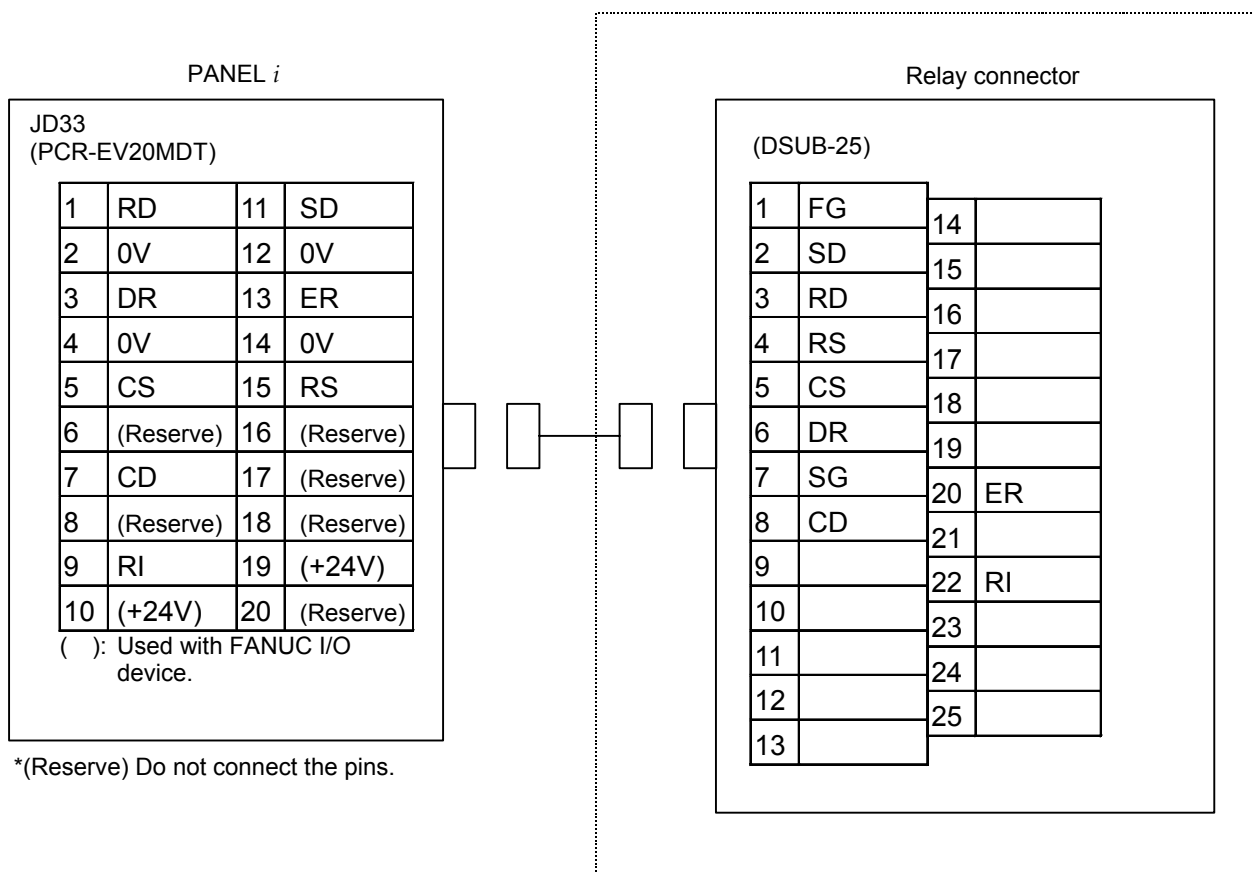 PANEL i
Relay connector
JD33
(PCR-EV20MDT)
1 RD 11 SD
2 0V 12 0V
3 DR 13 ER
4 0V 14 0V
5 CS 15 RS
6 (Reserve) 16 (Reserve)
7 CD 17 (Reserve)
8 (Reserve) 18 (Reserve)
9 RI 19 (+24V)
10 (+24V) 20 (Reserve)
( ): Used with FANUC I/O
device.
*(Reserve) Do not connect the pins.
(DSUB-25)
1 FG
2 SD
3 RD
4 RS
5 CS
6 DR
7 SG
8 CD
9
10
11
12
13
14
15
16
17
18
19
20 ER
21
22 RI
23
24
25